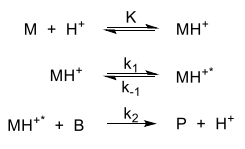 K
M + H⁺ ⇌ MH⁺
k₁
MH⁺ ⇌ MH⁺*
k₋₁
k₂
MH⁺* + B → P + H⁺